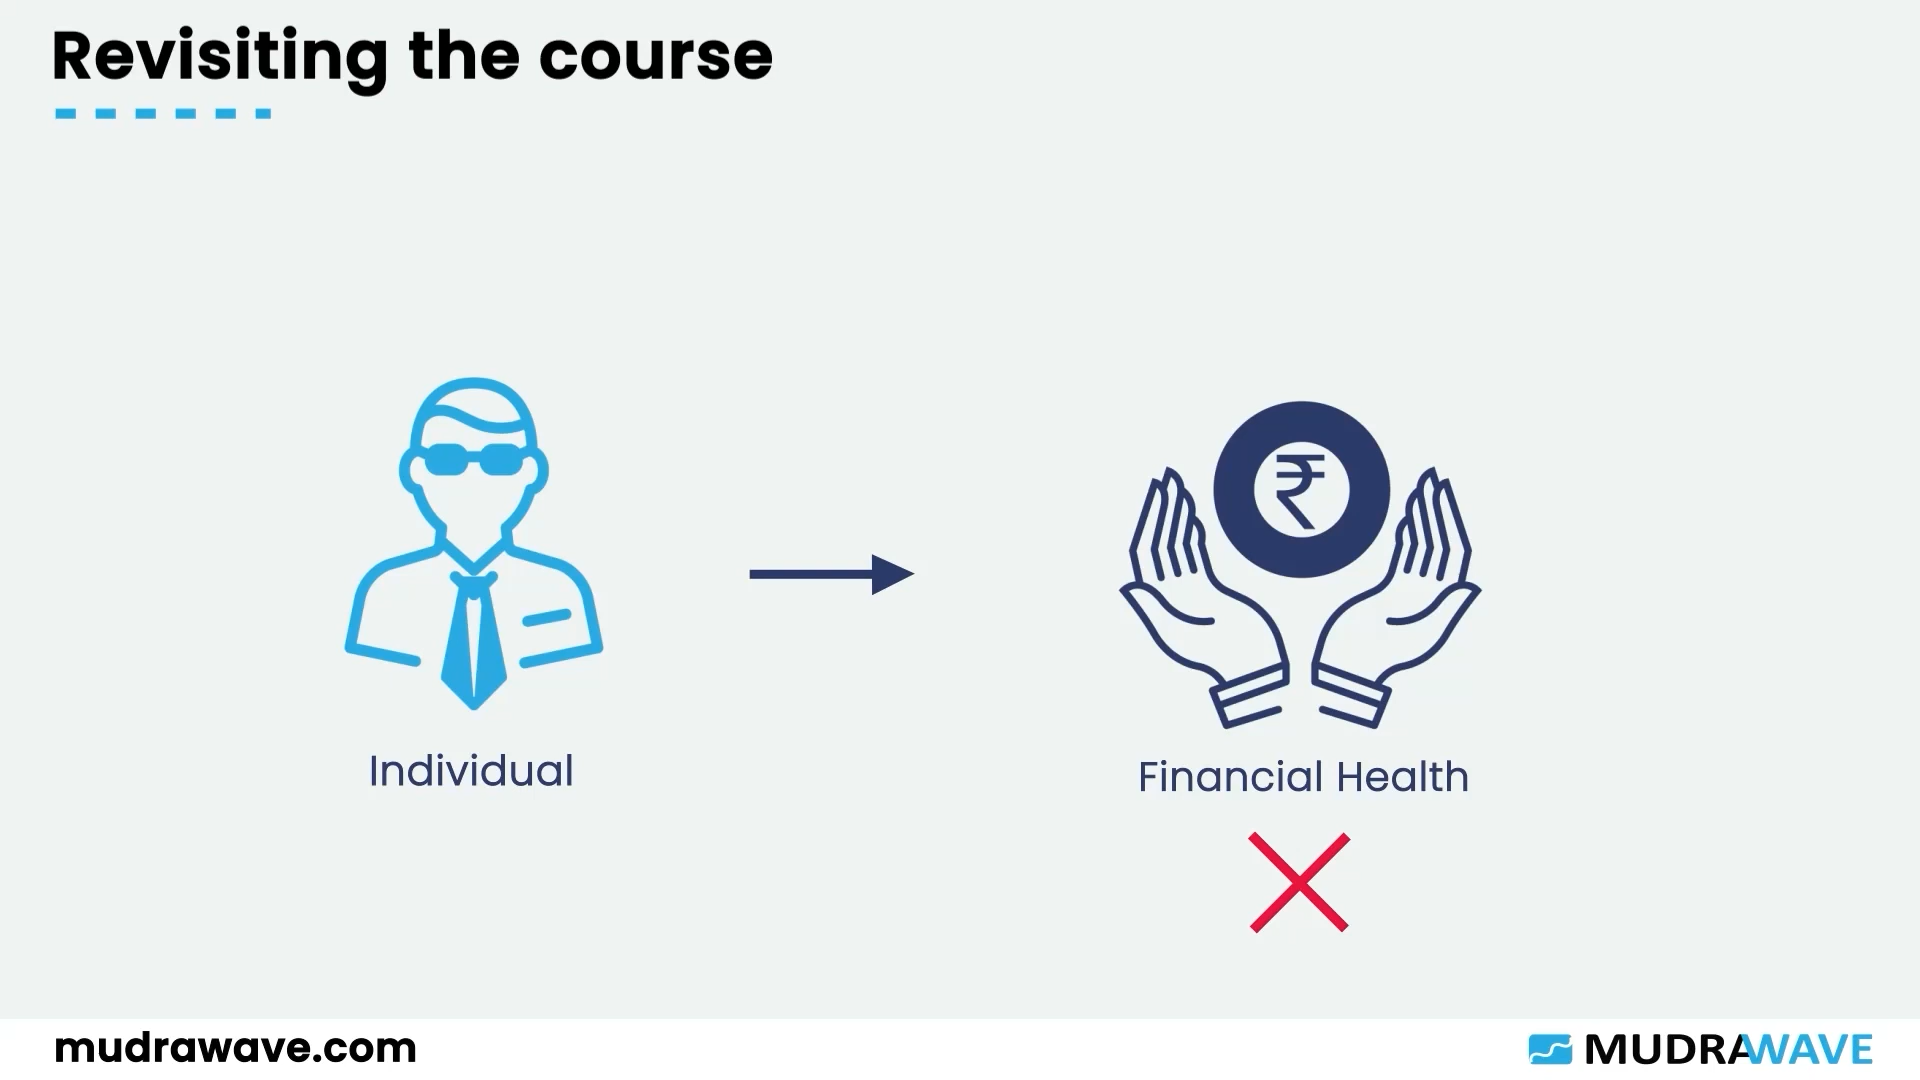 Revisiting the course
₹
Individual
Financial Health
mudrawave.com
MUDRAWAVE